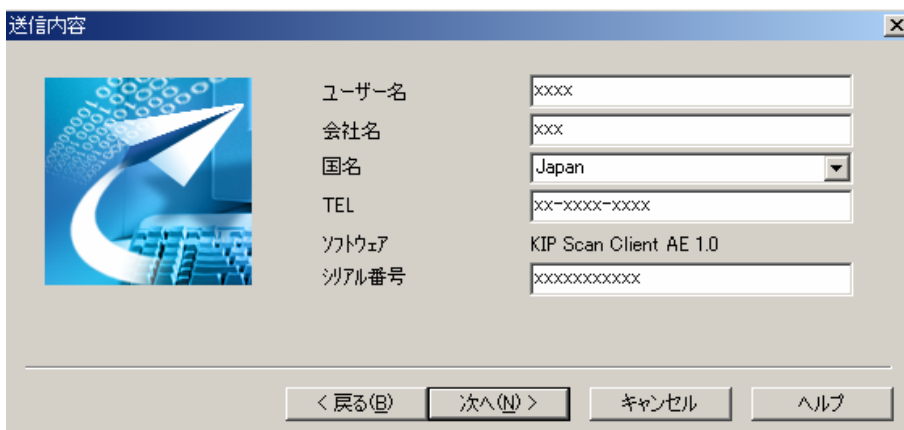 送信内容
ユーザー名 xxxx
会社名 xxx
国名 Japan
TEL xx-xxxx-xxxx
ソフトウェア KIP Scan Client AE 1.0
シリアル番号 xxxxxxxxxxx
< 戻る(B) 次へ(N) > キャンセル ヘルプ